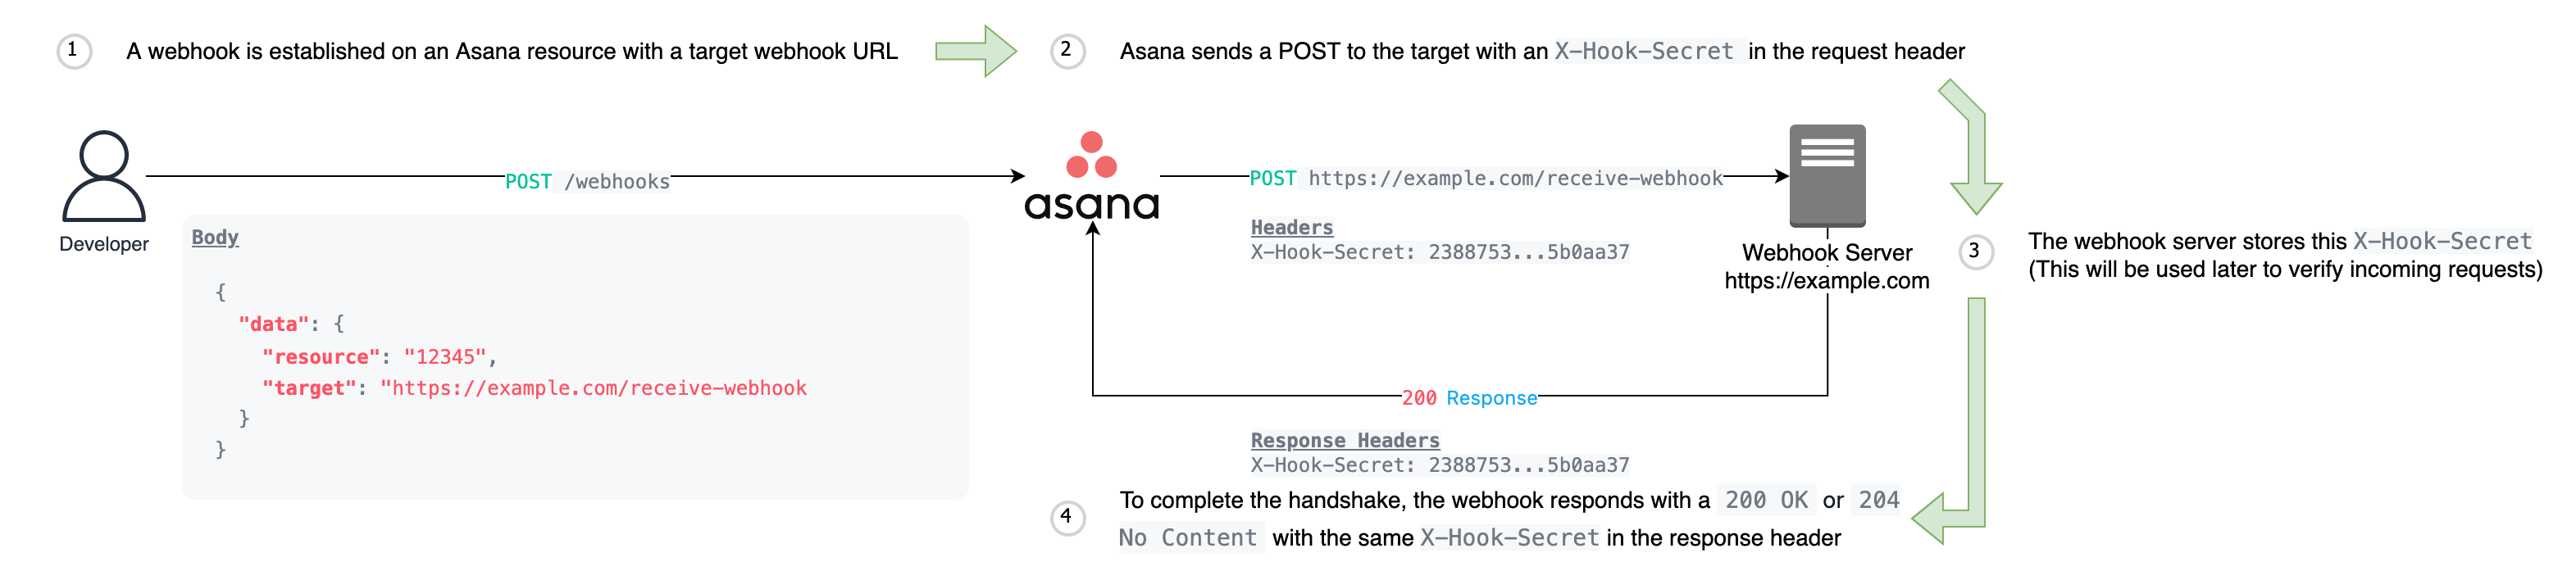 1 A webhook is established on an Asana resource with a target webhook URL
2 Asana sends a POST to the target with an X-Hook-Secret in the request header
Developer
POST /webhooks
Body
{
"data": {
"resource": "12345",
"target": "https://example.com/receive-webhook
}
}
asana
POST https://example.com/receive-webhook
Headers
X-Hook-Secret: 2388753...5b0aa37
Webhook Server
https://example.com
3 The webhook server stores this X-Hook-Secret
(This will be used later to verify incoming requests)
200 Response
Response Headers
X-Hook-Secret: 2388753...5b0aa37
4 To complete the handshake, the webhook responds with a 200 OK or 204
No Content with the same X-Hook-Secret in the response header